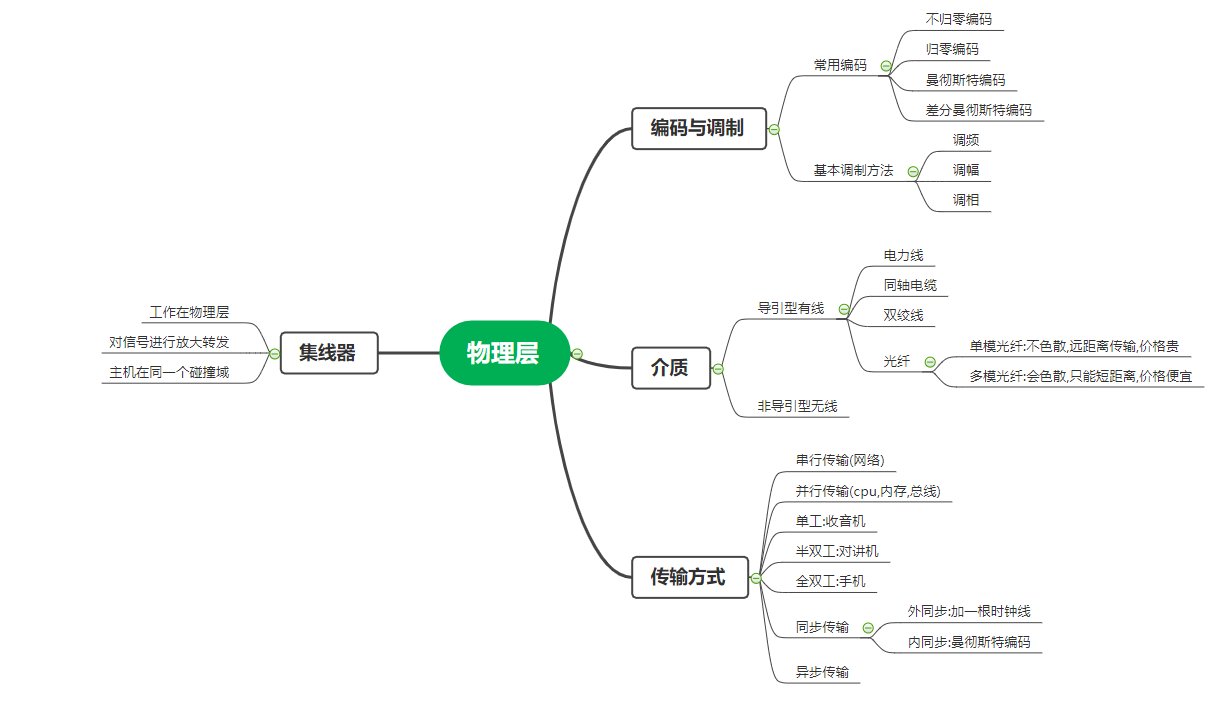 物理层
编码与调制
常用编码
不归零编码
归零编码
曼彻斯特编码
差分曼彻斯特编码
基本调制方法
调频
调幅
调相
介质
导引型有线
电力线
同轴电缆
双绞线
光纤
单模光纤:不色散,远距离传输,价格贵
多模光纤:会色散,只能短距离,价格便宜
非导引型无线
传输方式
串行传输(网络)
并行传输(cpu,内存,总线)
单工:收音机
半双工:对讲机
全双工:手机
同步传输
外同步:加一根时钟线
内同步:曼彻斯特编码
异步传输
集线器
工作在物理层
对信号进行放大转发
主机在同一个碰撞域